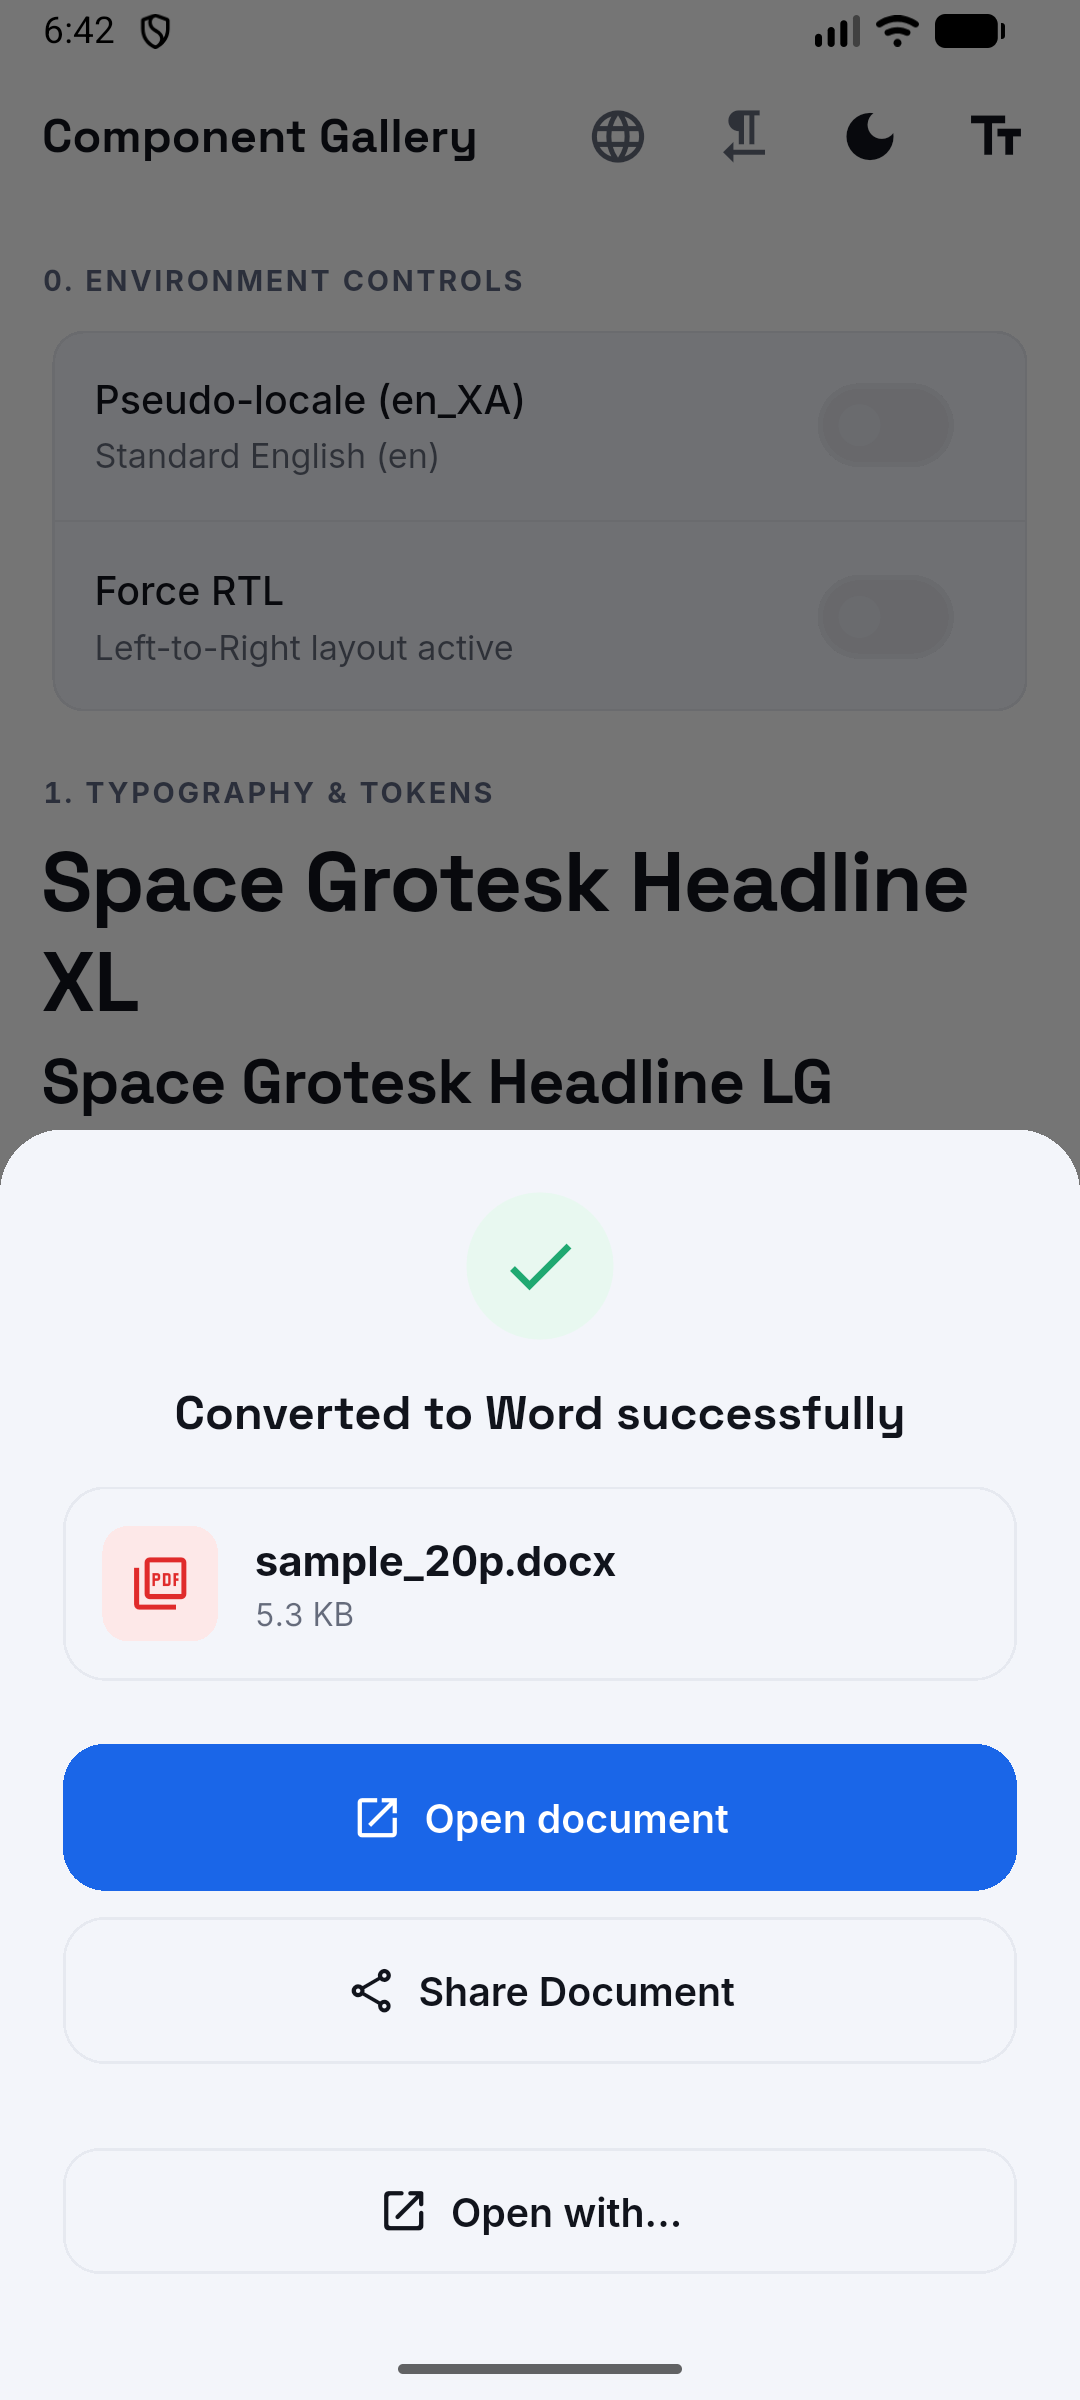 6:42
Component Gallery
0. ENVIRONMENT CONTROLS
Pseudo-locale (en_XA)
Standard English (en)
Force RTL
Left-to-Right layout active
1. TYPOGRAPHY & TOKENS
Space Grotesk Headline
XL
Space Grotesk Headline LG
Converted to Word successfully
PDF
sample_20p.docx
5.3 KB
Open document
Share Document
Open with...